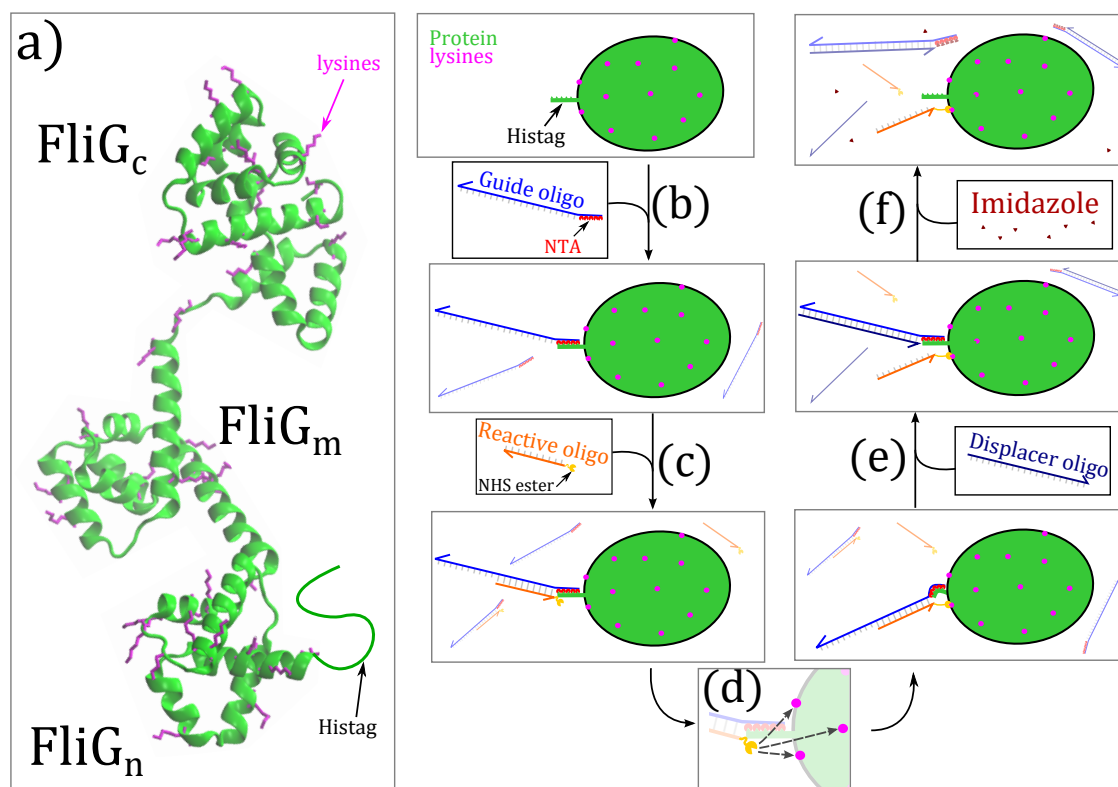 a)
lysines
FliGc
FliGm
Histag
FliGn
Protein
lysines
Histag
Guide oligo
NTA
(b)
Reactive oligo
NHS ester
(c)
(d)
Displacer oligo
(e)
Imidazole
(f)